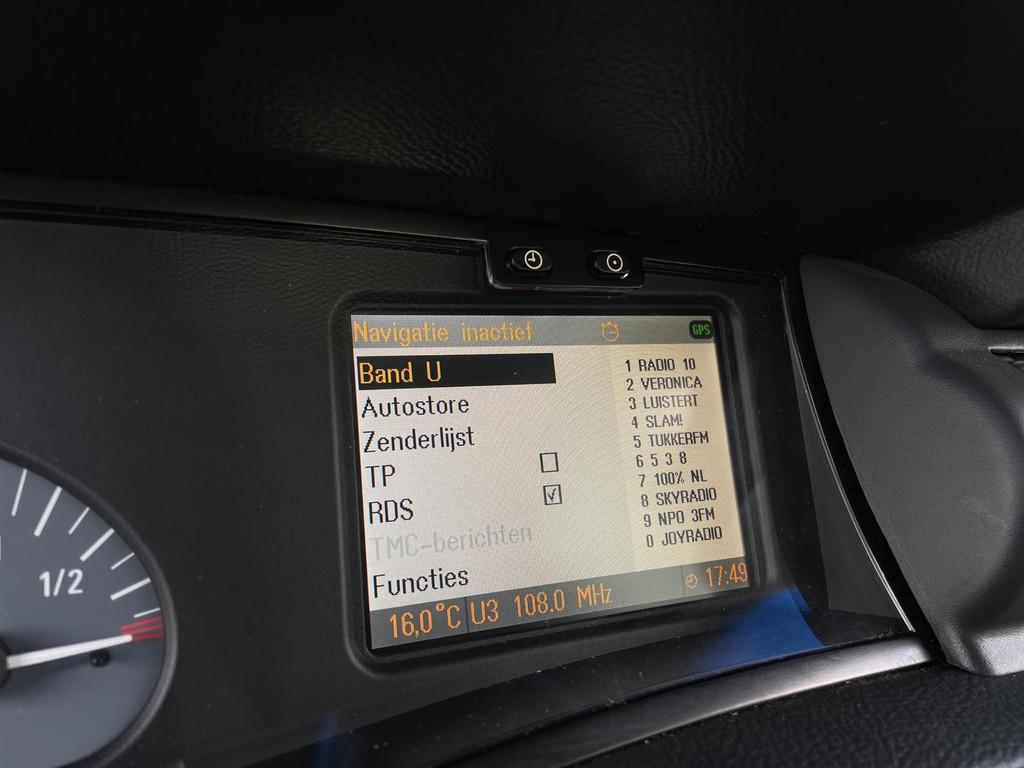 Navigatie inactief GPS
Band U
Autostore
Zenderlijst
TP
RDS
TMC-berichten
Functies
1 RADIO 10
2 VERONICA
3 LUISTERT
4 SLAM!
5 TUKKERFM
6 5 3 8
7 100% NL
8 SKYRADIO
9 NPO 3FM
0 JOYRADIO
16,0°C U3 108.0 MHz 17:49
1/2